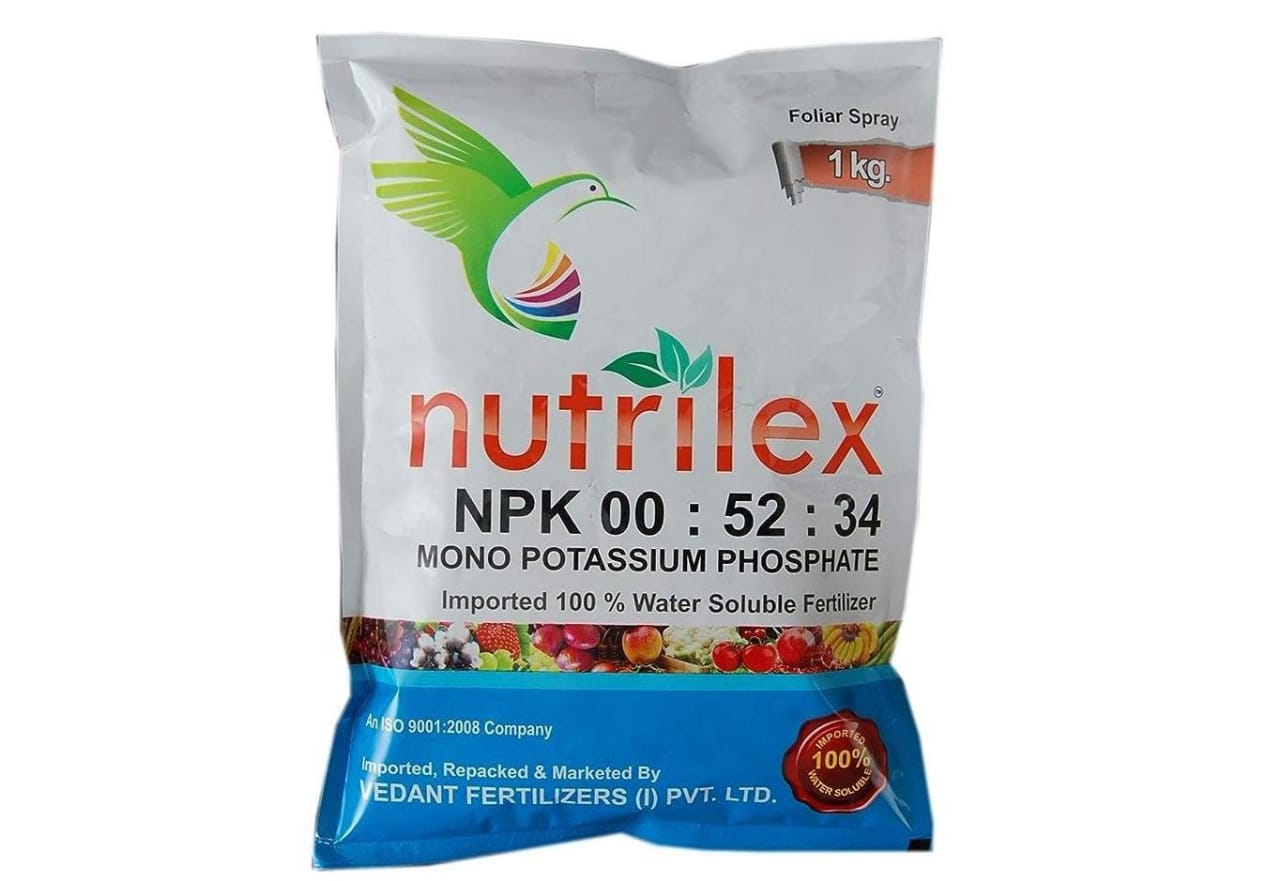 Foliar Spray
1 kg.
nutrilex
TM
NPK 00 : 52 : 34
MONO POTASSIUM PHOSPHATE
Imported 100 % Water Soluble Fertilizer
An ISO 9001:2008 Company
Imported, Repacked & Marketed By
VEDANT FERTILIZERS (I) PVT. LTD.
IMPORTED
100%
WATER SOLUBLE